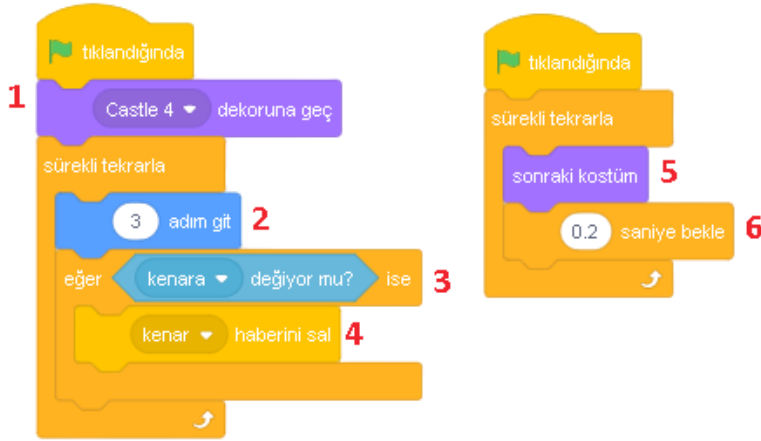 tıklandığında
1 Castle 4 dekoruna geç
sürekli tekrarla
3 adım git 2
eğer kenara değiyor mu? ise 3
kenar haberini sal 4
tıklandığında
sürekli tekrarla
sonraki kostüm 5
0.2 saniye bekle 6